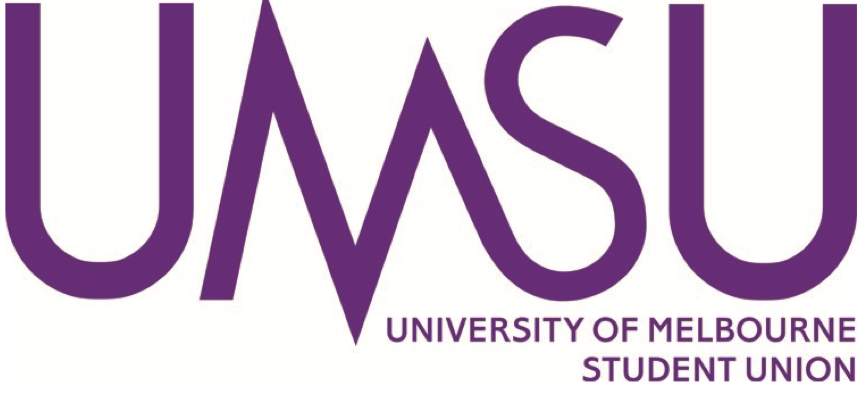 UMSU
UNIVERSITY OF MELBOURNE
STUDENT UNION